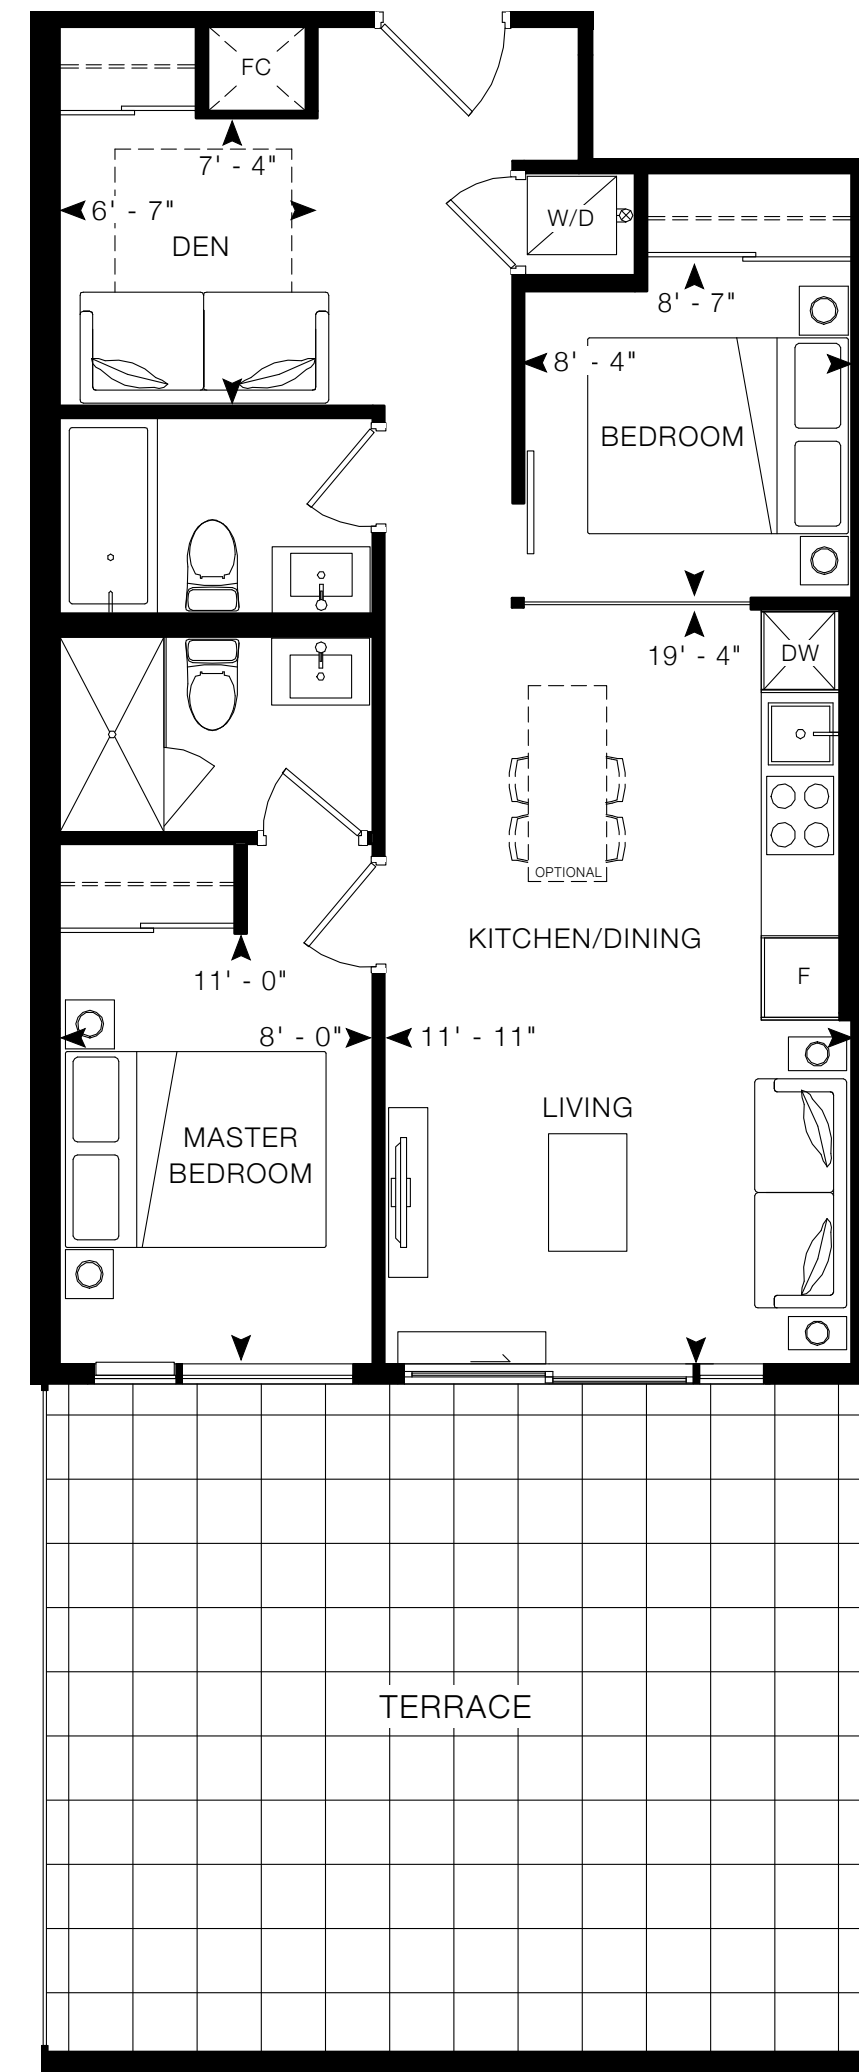 FC
7' - 4"
6' - 7"
DEN
W/D
8' - 7"
8' - 4"
BEDROOM
19' - 4"
DW
OPTIONAL
KITCHEN/DINING
F
11' - 0"
8' - 0"
11' - 11"
LIVING
MASTER
BEDROOM
TERRACE